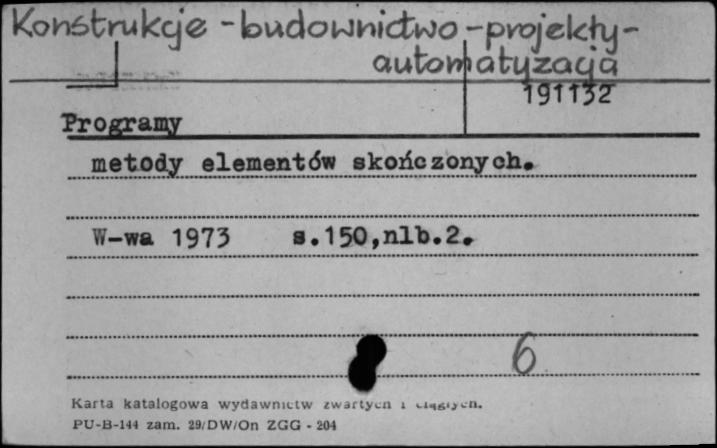 Konstrukcje - budownictwo - projekty -
automatyzacja
191132
Programy
metody elementów skończonych.
W-wa 1973 s.150,nlb.2.
6
Karta katalogowa wydawnictw zwartych i ciągłych.
PU-B-144 zam. 29/DW/On ZGG - 204